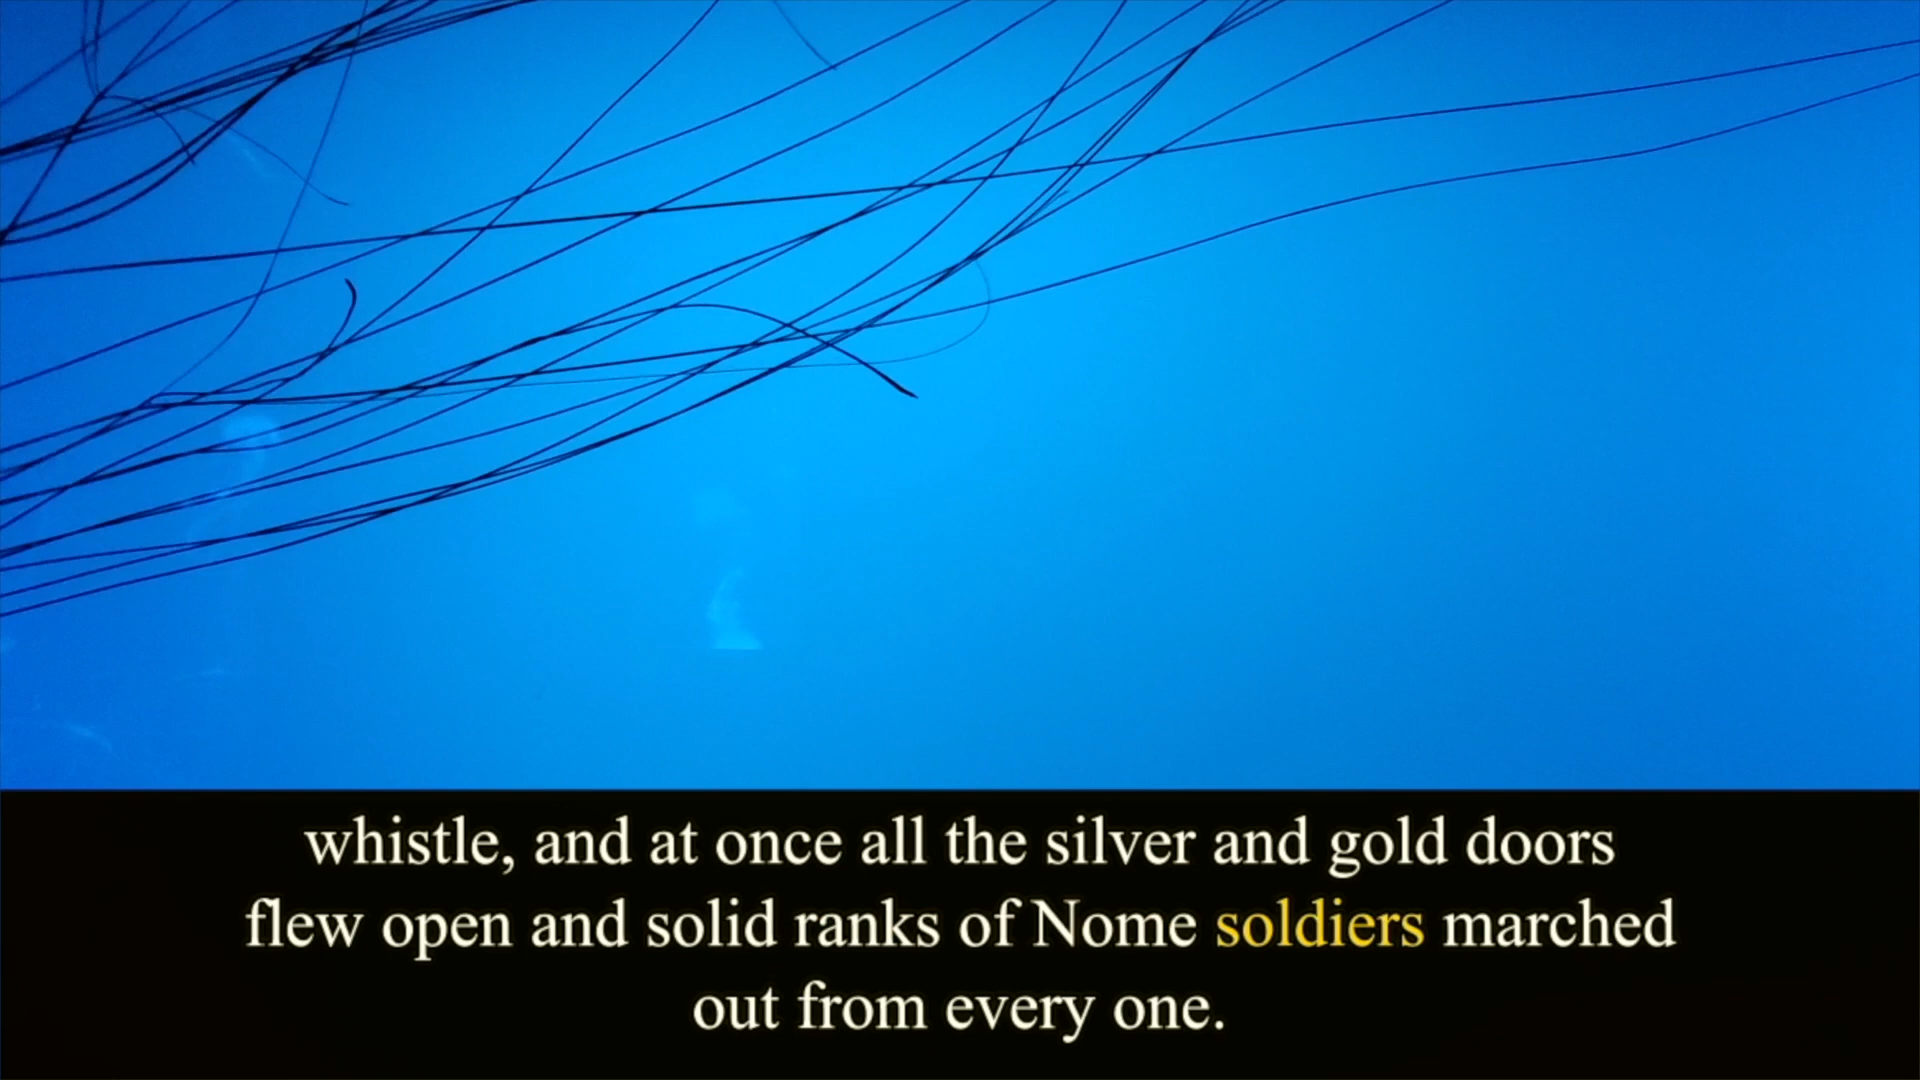 whistle, and at once all the silver and gold doors
flew open and solid ranks of Nome soldiers marched
out from every one.